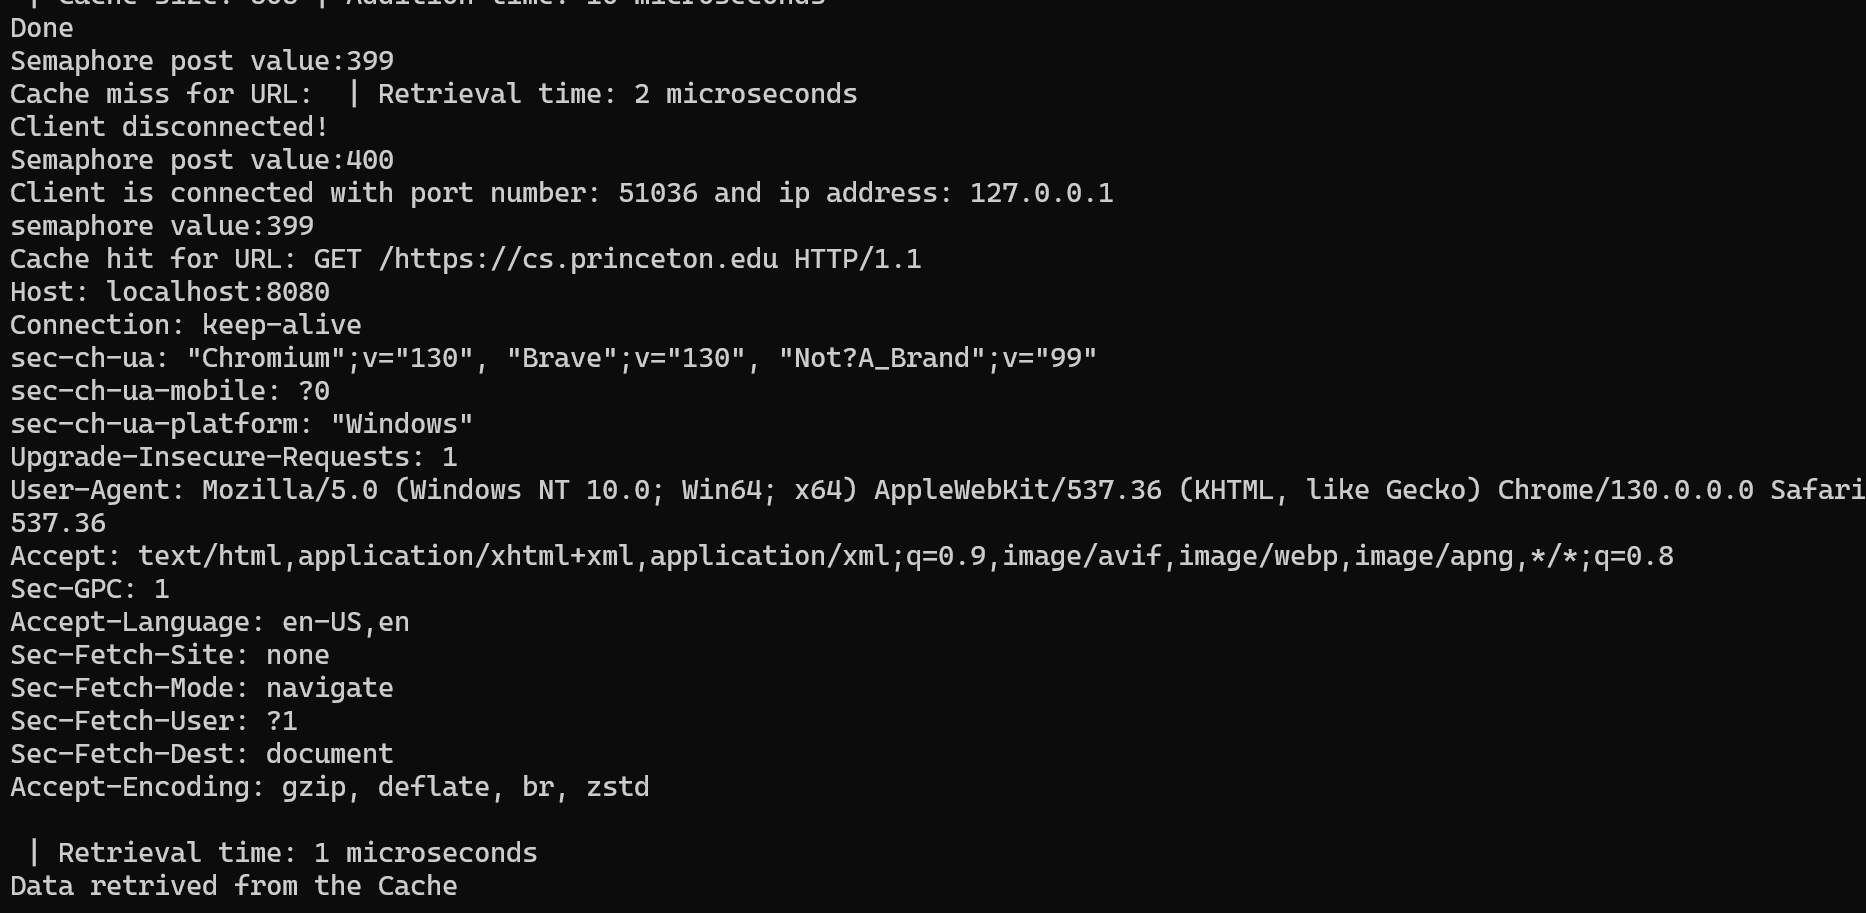 | Cache size: 808 | Addition time: 10 microseconds
Done
Semaphore post value:399
Cache miss for URL:  | Retrieval time: 2 microseconds
Client disconnected!
Semaphore post value:400
Client is connected with port number: 51036 and ip address: 127.0.0.1
semaphore value:399
Cache hit for URL: GET /https://cs.princeton.edu HTTP/1.1
Host: localhost:8080
Connection: keep-alive
sec-ch-ua: "Chromium";v="130", "Brave";v="130", "Not?A_Brand";v="99"
sec-ch-ua-mobile: ?0
sec-ch-ua-platform: "Windows"
Upgrade-Insecure-Requests: 1
User-Agent: Mozilla/5.0 (Windows NT 10.0; Win64; x64) AppleWebKit/537.36 (KHTML, like Gecko) Chrome/130.0.0.0 Safari
537.36
Accept: text/html,application/xhtml+xml,application/xml;q=0.9,image/avif,image/webp,image/apng,*/*;q=0.8
Sec-GPC: 1
Accept-Language: en-US,en
Sec-Fetch-Site: none
Sec-Fetch-Mode: navigate
Sec-Fetch-User: ?1
Sec-Fetch-Dest: document
Accept-Encoding: gzip, deflate, br, zstd
| Retrieval time: 1 microseconds
Data retrived from the Cache